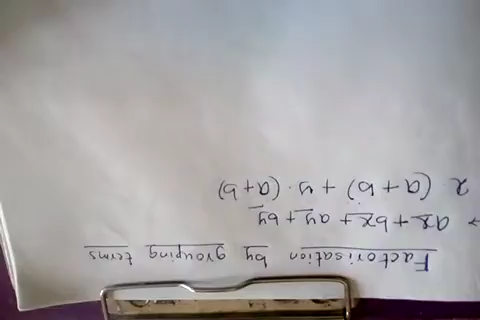 Factorisation by grouping terms
→ ax + bx + ay + by
x (a + b) + y. (a+b)